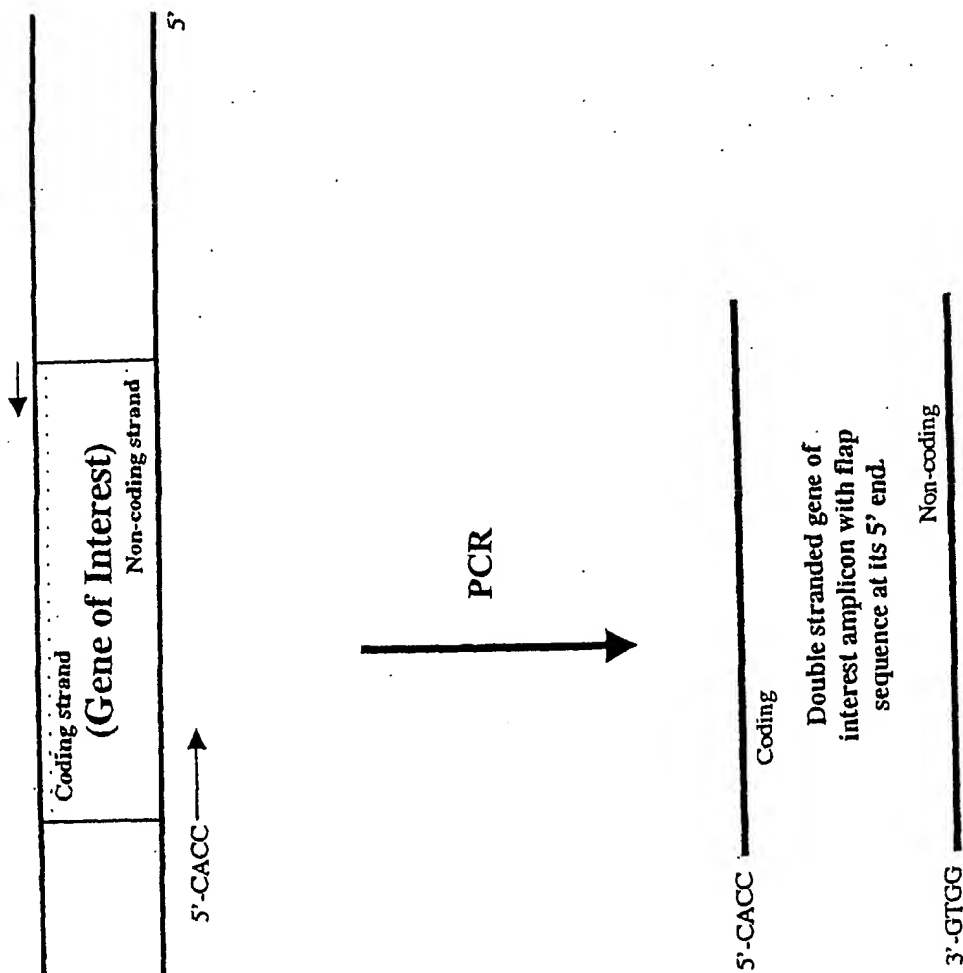 5'
Coding strand
(Gene of Interest)
Non-coding strand
5'-CACC
PCR
5'-CACC
Coding
Double stranded gene of
interest amplicon with flap
sequence at its 5' end.
Non-coding
3'-GTGG